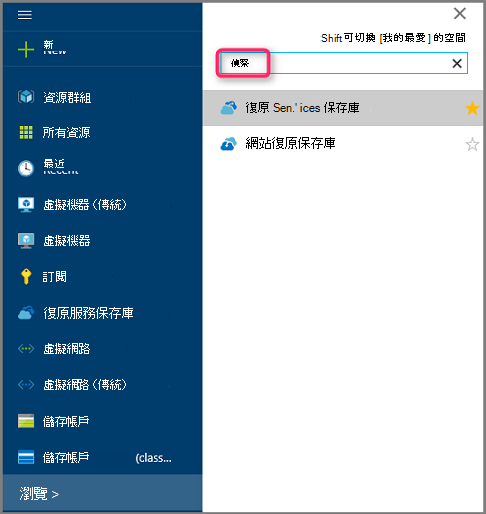 新
New
資源群組
所有資源
最近
Recent
虛擬機器 (傳統)
虛擬機器
訂閱
復原服務保存庫
虛擬網路
虛擬網路 (傳統)
儲存帳戶
儲存帳戶 (class...
瀏覽 >
Shift 可切換 [我的最愛] 的空間
偵察
復原 Sen.' ices 保存庫
網站復原保存庫